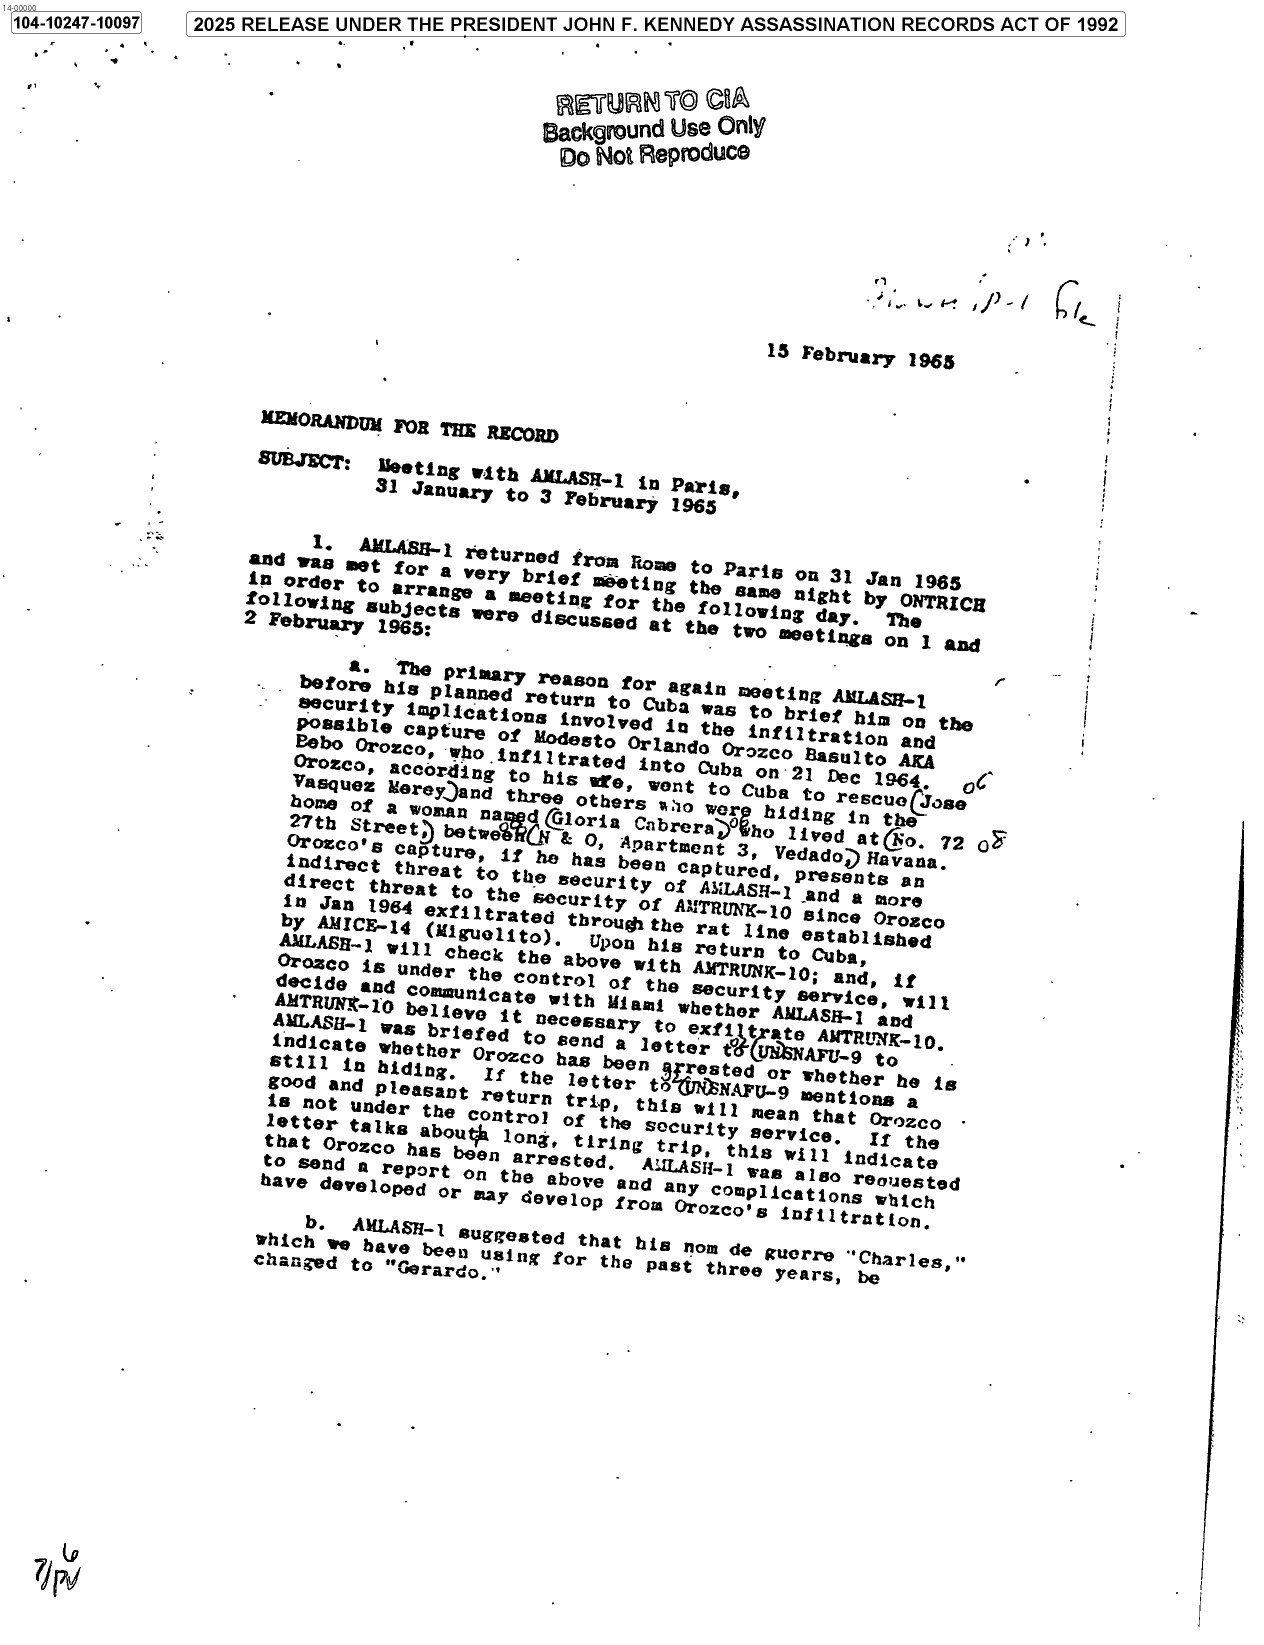 14-00000
104-10247-10097
2025 RELEASE UNDER THE PRESIDENT JOHN F. KENNEDY ASSASSINATION RECORDS ACT OF 1992
RETURN TO CIA
Background Use Only
Do Not Reproduce
file
15 February 1965
MEMORANDUM FOR THE RECORD
SUBJECT: Meeting with AMLASH-1 in Paris,
31 January to 3 February 1965
1. AMLASH-1 returned from Rome to Paris on 31 Jan 1965
and was met for a very brief meeting the same night by ONTRICH
in order to arrange a meeting for the following day. The
following subjects were discussed at the two meetings on 1 and
2 February 1965:
a. The primary reason for again meeting AMLASH-1
before his planned return to Cuba was to brief him on the
security implications involved in the infiltration and
possible capture of Modesto Orlando Orozco Basulto AKA
Bebo Orozco, who infiltrated into Cuba on 21 Dec 1964. 06
Orozco, according to his wife, went to Cuba to rescue (Jose
Vasquez Merey) and three others who were hiding in the
home of a woman named (Gloria Cabrera,) 06 who lived at (No. 72 08
27th Street,) between (N & O, Apartment 3, Vedado,) Havana.
Orozco's capture, if he has been captured, presents an
indirect threat to the security of AMLASH-1 and a more
direct threat to the security of AMTRUNK-10 since Orozco
in Jan 1964 exfiltrated through the rat line established
by AMICE-14 (Miguelito). Upon his return to Cuba,
AMLASH-1 will check the above with AMTRUNK-10; and, if
Orozco is under the control of the security service, will
decide and communicate with Miami whether AMLASH-1 and
AMTRUNK-10 believe it necessary to exfiltrate AMTRUNK-10.
AMLASH-1 was briefed to send a letter to (UNSNAFU-9 to
indicate whether Orozco has been arrested or whether he is
still in hiding. If the letter to (UNSNAFU-9 mentions a
good and pleasant return trip, this will mean that Orozco
is not under the control of the security service. If the
letter talks about a long, tiring trip, this will indicate
that Orozco has been arrested. AMLASH-1 was also requested
to send a report on the above and any complications which
have developed or may develop from Orozco's infiltration.
b. AMLASH-1 suggested that his nom de guerre "Charles,"
which we have been using for the past three years, be
changed to "Gerardo."
6
7/PV